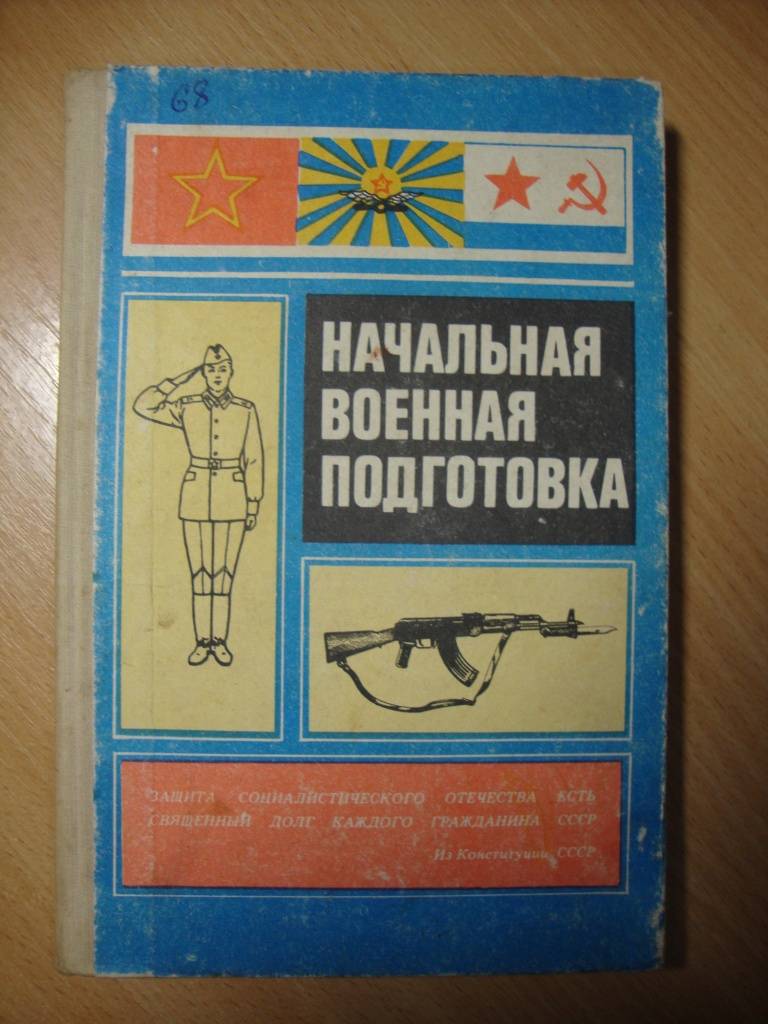 68
НАЧАЛЬНАЯ
ВОЕННАЯ
ПОДГОТОВКА
ЗАЩИТА СОЦИАЛИСТИЧЕСКОГО ОТЕЧЕСТВА ЕСТЬ
СВЯЩЕННЫЙ ДОЛГ КАЖДОГО ГРАЖДАНИНА СССР
Из Конституции СССР